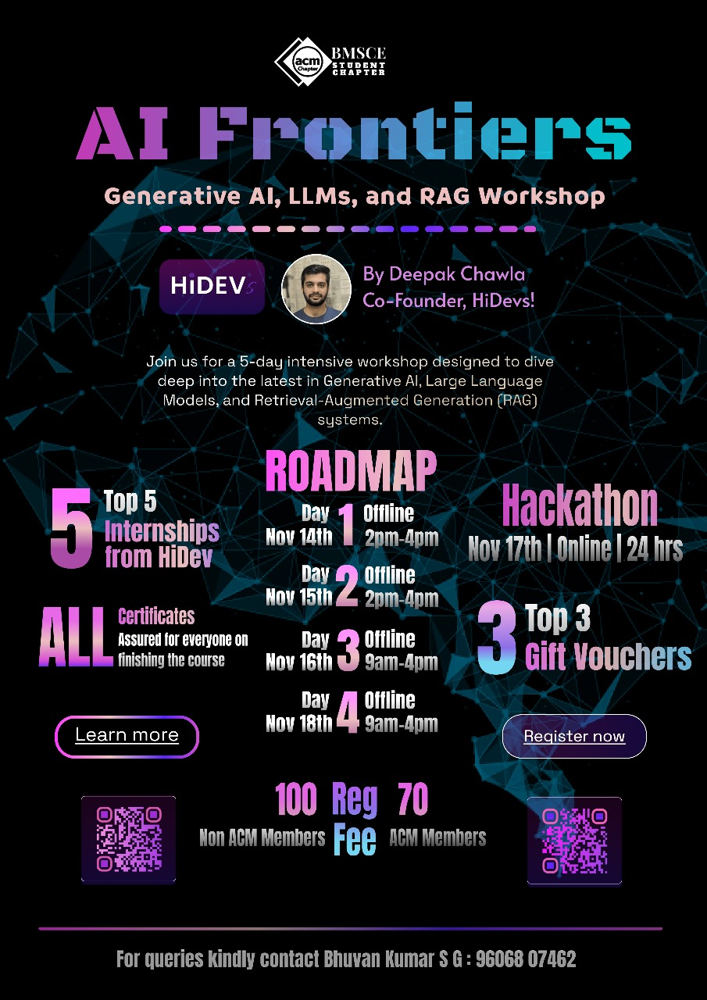 acm
Chapter
BMSCE
STUDENT
CHAPTER
AI Frontiers
Generative AI, LLMs, and RAG Workshop
HiDEV's
By Deepak Chawla
Co-Founder, HiDevs!
Join us for a 5-day intensive workshop designed to dive
deep into the latest in Generative AI, Large Language
Models, and Retrieval-Augmented Generation (RAG)
systems.
ROADMAP
5 Top 5
Internships
from HiDev
ALL Certificates
Assured for everyone on
finishing the course
Day 1 Offline
Nov 14th 2pm-4pm
Day 2 Offline
Nov 15th 2pm-4pm
Day 3 Offline
Nov 16th 9am-4pm
Day 4 Offline
Nov 18th 9am-4pm
Hackathon
Nov 17th | Online | 24 hrs
3 Top 3
Gift Vouchers
Learn more
Register now
100 Reg 70
Non ACM Members Fee ACM Members
For queries kindly contact Bhuvan Kumar S G : 96068 07462